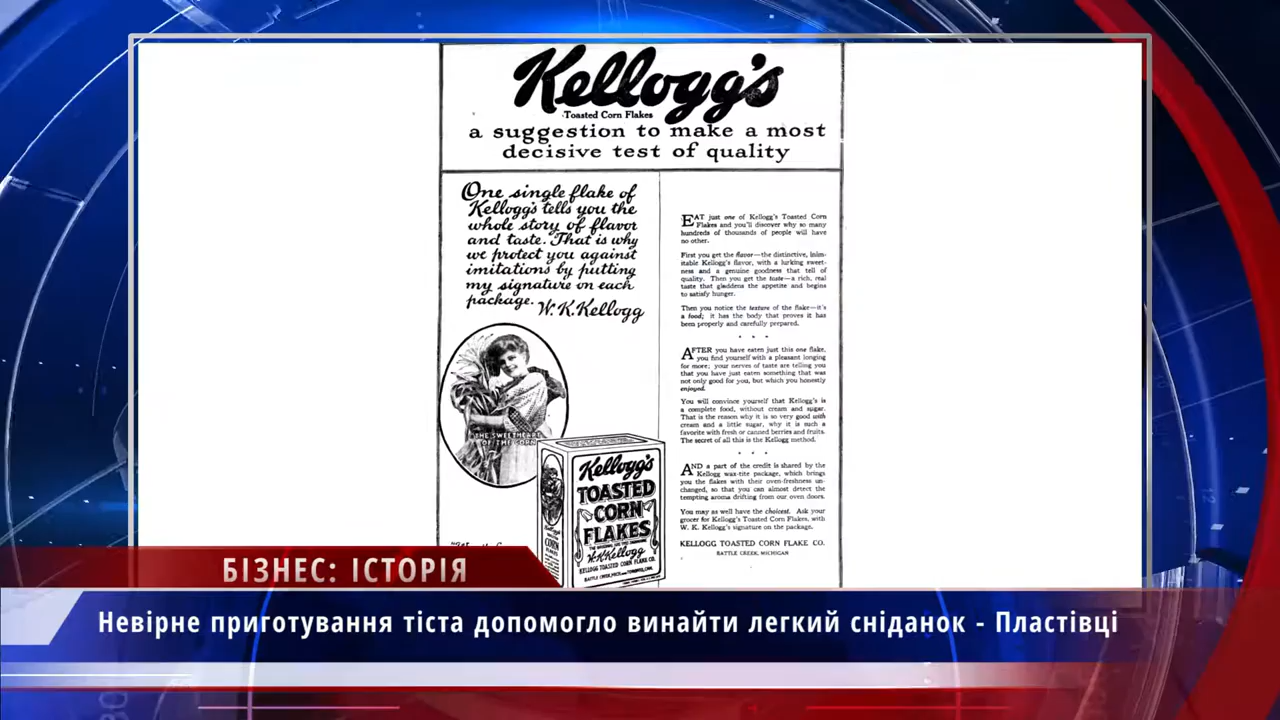 Kellogg's
Toasted Corn Flakes
a suggestion to make a most
decisive test of quality
One single flake of
Kellogg's tells you the
whole story of flavor
and taste. That is why
we protect you against
imitations by putting
my signature on each
package.
W. K. Kellogg
THE SWEETHEART
OF THE CORN
Kellogg's
TOASTED
CORN
FLAKES
W.K.Kellogg
KELLOGG TOASTED CORN FLAKE CO.
EAT just one of Kellogg's Toasted Corn
Flakes and you'll discover why so many
hundreds of thousands of people will have
no other.
First you get the flavor—the distinctive, inim-
itable Kellogg's flavor, with a lurking sweet-
ness and a genuine goodness that tell of
quality. Then you get the taste—a rich, real
taste that gladdens the appetite and begins
to satisfy hunger.
Then you notice the texture of the flake—it's
a food; it has the body that proves it has
been properly and carefully prepared.
AFTER you have eaten just this one flake,
you find yourself with a pleasant longing
for more; your nerves of taste are telling you
that you have just eaten something that was
not only good for you, but which you honestly
enjoyed.
You will convince yourself that Kellogg's is
a complete food, without cream and sugar.
That is the reason why it is so very good with
cream and a little sugar, why it is such a
favorite with fresh or canned berries and fruits.
The secret of all this is the Kellogg method.
AND a part of the credit is shared by the
Kellogg wax-tite package, which brings
you the flakes with their oven-freshness un-
changed, so that you can almost detect the
tempting aroma drifting from our oven doors.
You may as well have the choicest. Ask your
grocer for Kellogg's Toasted Corn Flakes, with
W. K. Kellogg's signature on the package.
KELLOGG TOASTED CORN FLAKE CO.
BATTLE CREEK, MICHIGAN
БІЗНЕС: ІСТОРІЯ
Невірне приготування тіста допомогло винайти легкий сніданок - Пластівці